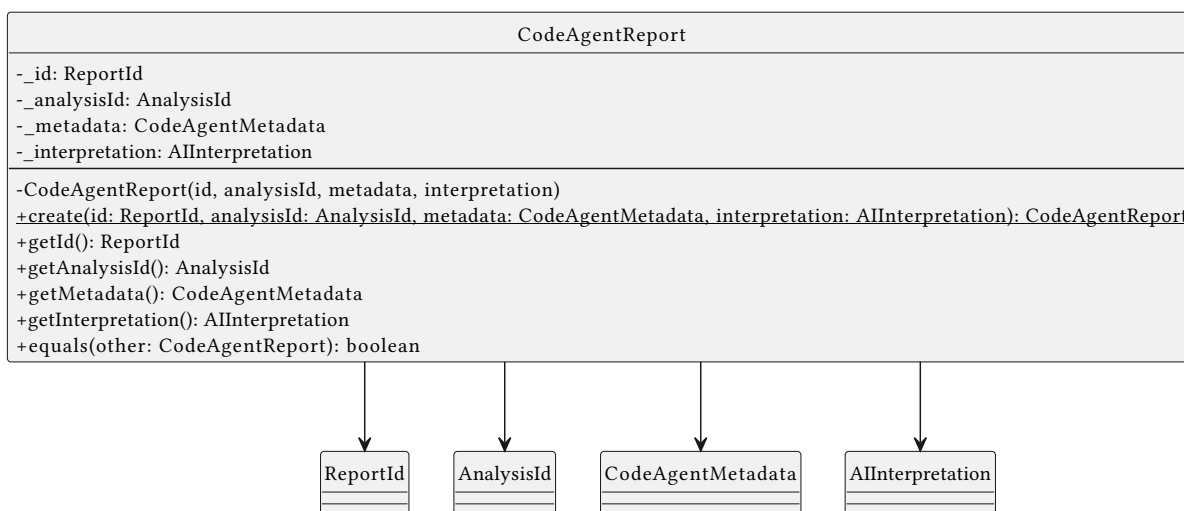 CodeAgentReport
-_id: ReportId
-_analysisId: AnalysisId
-_metadata: CodeAgentMetadata
-_interpretation: AIInterpretation
-CodeAgentReport(id, analysisId, metadata, interpretation)
+create(id: ReportId, analysisId: AnalysisId, metadata: CodeAgentMetadata, interpretation: AIInterpretation): CodeAgentReport
+getId(): ReportId
+getAnalysisId(): AnalysisId
+getMetadata(): CodeAgentMetadata
+getInterpretation(): AIInterpretation
+equals(other: CodeAgentReport): boolean
ReportId AnalysisId CodeAgentMetadata AIInterpretation